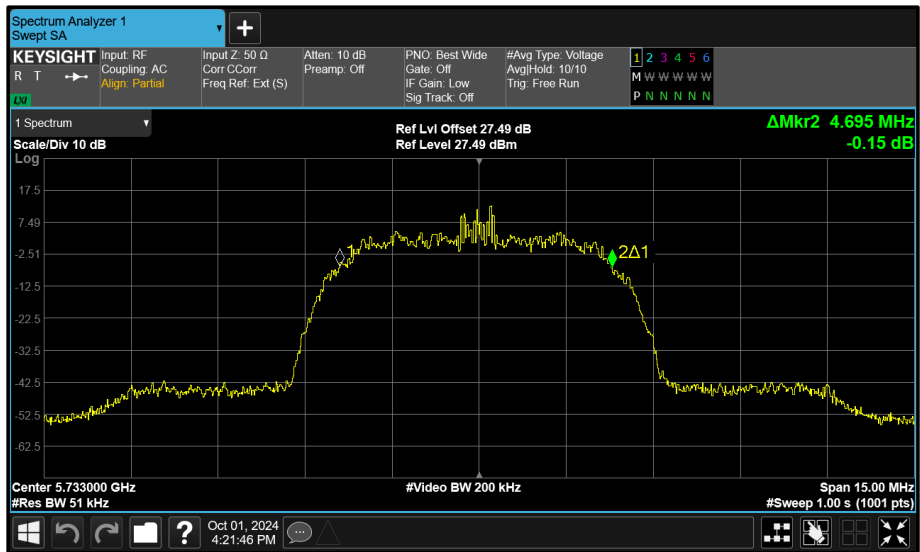 Spectrum Analyzer 1
Swept SA
+
KEYSIGHT
R T
LXI
Input: RF
Coupling: AC
Align: Partial
Input Z: 50 Ω
Corr CCorr
Freq Ref: Ext (S)
Atten: 10 dB
Preamp: Off
PNO: Best Wide
Gate: Off
IF Gain: Low
Sig Track: Off
#Avg Type: Voltage
Avg|Hold: 10/10
Trig: Free Run
1 2 3 4 5 6
M W W W W W
P N N N N N
1 Spectrum
Scale/Div 10 dB
Ref Lvl Offset 27.49 dB
Ref Level 27.49 dBm
ΔMkr2 4.695 MHz
-0.15 dB
Log
17.5
7.49
-2.51
-12.5
-22.5
-32.5
-42.5
-52.5
-62.5
1
2Δ1
Center 5.733000 GHz
#Video BW 200 kHz
Span 15.00 MHz
#Res BW 51 kHz
#Sweep 1.00 s (1001 pts)
?
Oct 01, 2024
4:21:46 PM